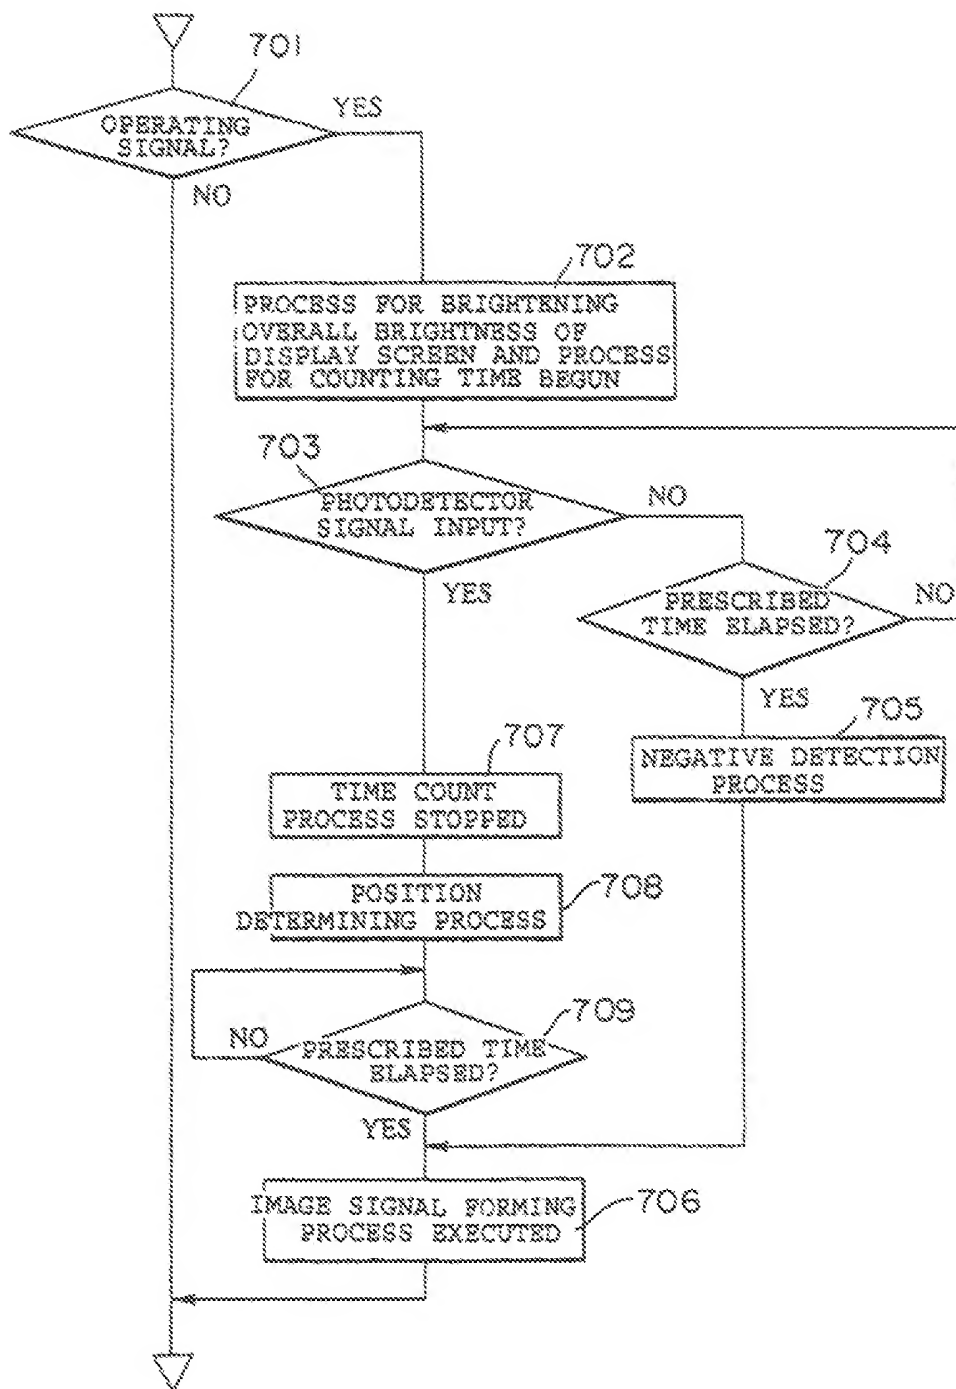 701
YES
OPERATING
SIGNAL?
NO
702
PROCESS FOR BRIGHTENING
OVERALL BRIGHTNESS OF
DISPLAY SCREEN AND PROCESS
FOR COUNTING TIME BEGUN
703
PHOTODETECTOR
SIGNAL INPUT?
NO
YES
704
PRESCRIBED
TIME ELAPSED?
NO
YES
705
NEGATIVE DETECTION
PROCESS
707
TIME COUNT
PROCESS STOPPED
708
POSITION
DETERMINING PROCESS
709
NO
PRESCRIBED TIME
ELAPSED?
YES
706
IMAGE SIGNAL FORMING
PROCESS EXECUTED